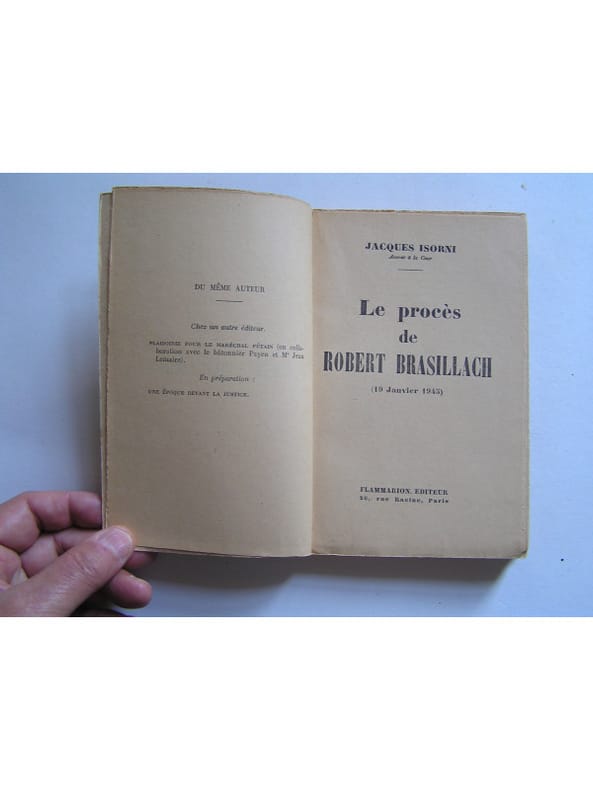 DU MÊME AUTEUR
Chez un autre éditeur.
PLAIDOIRIE POUR LE MARÉCHAL PÉTAIN (en colla-
boration avec le bâtonnier Payen et Mᵉ Jean
Lemaire).
En préparation :
UNE ÉPOQUE DEVANT LA JUSTICE.
JACQUES ISORNI
Avocat à la Cour
Le procès
de
ROBERT BRASILLACH
(19 Janvier 1945)
FLAMMARION, EDITEUR
26, rue Racine, Paris